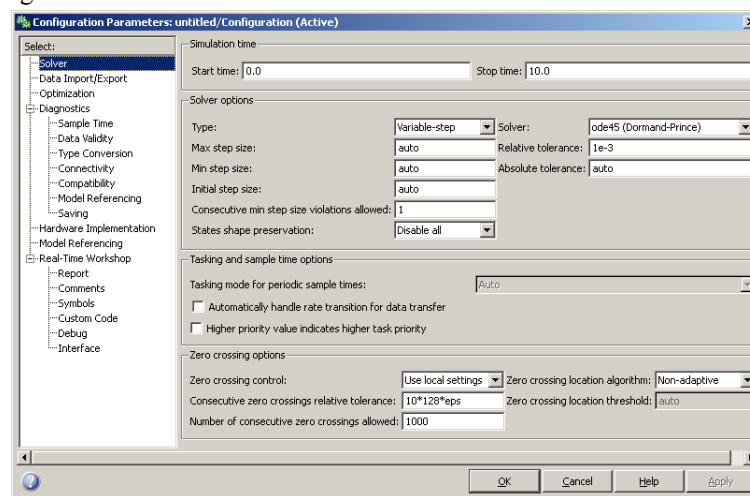 Configuration Parameters: untitled/Configuration (Active)
Select:
Solver
Data Import/Export
Optimization
Diagnostics
Sample Time
Data Validity
Type Conversion
Connectivity
Compatibility
Model Referencing
Saving
Hardware Implementation
Model Referencing
Real-Time Workshop
Report
Comments
Symbols
Custom Code
Debug
Interface
Simulation time
Start time: 0.0 Stop time: 10.0
Solver options
Type: Variable-step Solver: ode45 (Dormand-Prince)
Max step size: auto Relative tolerance: 1e-3
Min step size: auto Absolute tolerance: auto
Initial step size: auto
Consecutive min step size violations allowed: 1
States shape preservation: Disable all
Tasking and sample time options
Tasking mode for periodic sample times: Auto
Automatically handle rate transition for data transfer
Higher priority value indicates higher task priority
Zero crossing options
Zero crossing control: Use local settings Zero crossing location algorithm: Non-adaptive
Consecutive zero crossings relative tolerance: 10*128*eps Zero crossing location threshold: auto
Number of consecutive zero crossings allowed: 1000
OK Cancel Help Apply